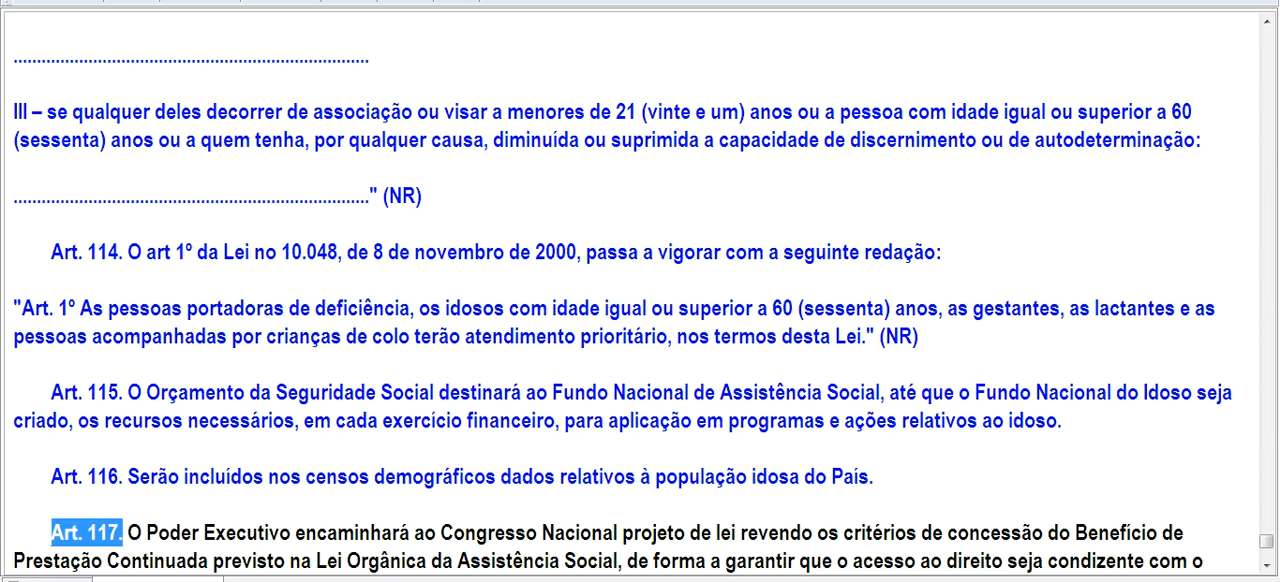 ............................................................................
III – se qualquer deles decorrer de associação ou visar a menores de 21 (vinte e um) anos ou a pessoa com idade igual ou superior a 60
(sessenta) anos ou a quem tenha, por qualquer causa, diminuída ou suprimida a capacidade de discernimento ou de autodeterminação:
............................................................................" (NR)
Art. 114. O art 1º da Lei no 10.048, de 8 de novembro de 2000, passa a vigorar com a seguinte redação:
"Art. 1º As pessoas portadoras de deficiência, os idosos com idade igual ou superior a 60 (sessenta) anos, as gestantes, as lactantes e as
pessoas acompanhadas por crianças de colo terão atendimento prioritário, nos termos desta Lei." (NR)
Art. 115. O Orçamento da Seguridade Social destinará ao Fundo Nacional de Assistência Social, até que o Fundo Nacional do Idoso seja
criado, os recursos necessários, em cada exercício financeiro, para aplicação em programas e ações relativos ao idoso.
Art. 116. Serão incluídos nos censos demográficos dados relativos à população idosa do País.
Art. 117. O Poder Executivo encaminhará ao Congresso Nacional projeto de lei revendo os critérios de concessão do Benefício de
Prestação Continuada previsto na Lei Orgânica da Assistência Social, de forma a garantir que o acesso ao direito seja condizente com o